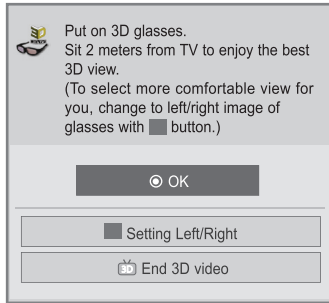 Put on 3D glasses.
Sit 2 meters from TV to enjoy the best
3D view.
(To select more comfortable view for
you, change to left/right image of
glasses with button.)
OK
Setting Left/Right
3D End 3D video